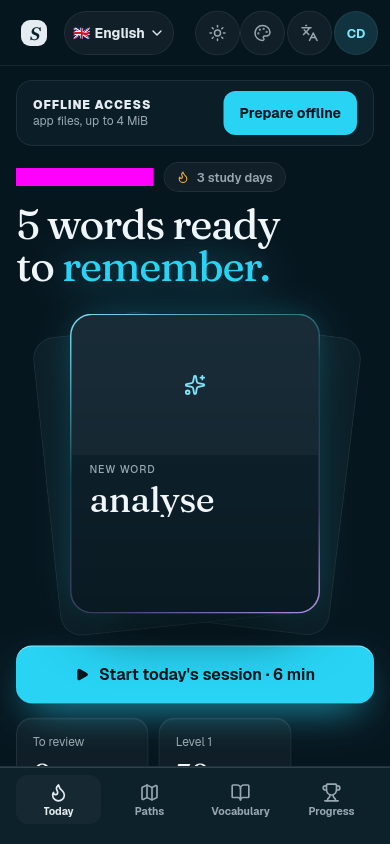 S
English
CD
OFFLINE ACCESS
app files, up to 4 MiB
Prepare offline
3 study days
5 words ready
to remember.
NEW WORD
analyse
Start today's session · 6 min
To review
Level 1
Today
Paths
Vocabulary
Progress